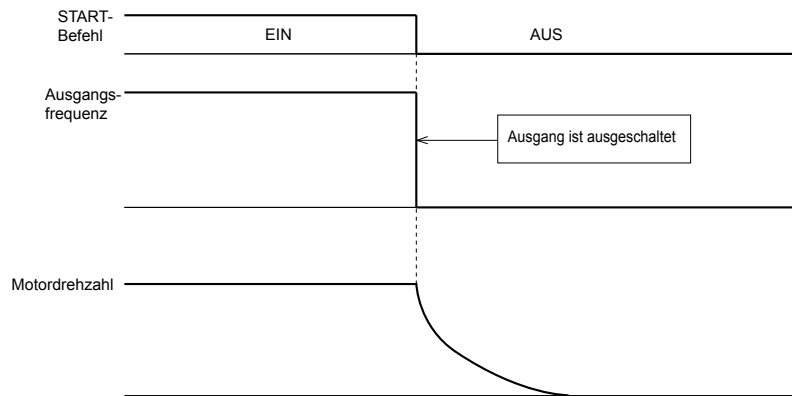 START-
Befehl
EIN
AUS
Ausgangs-
frequenz
Ausgang ist ausgeschaltet
Motordrehzahl